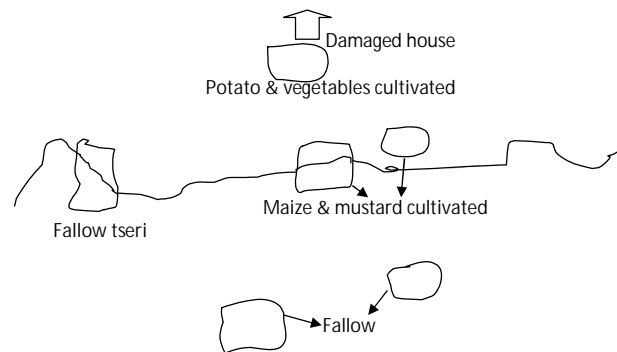 Damaged house
Potato & vegetables cultivated
Maize & mustard cultivated
Fallow tseri
Fallow